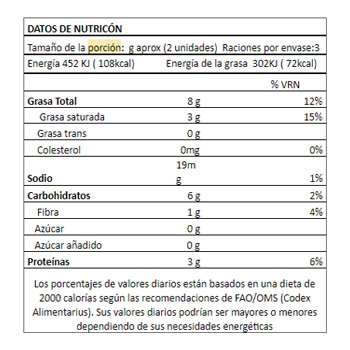 DATOS DE NUTRICÓN
Tamaño de la porción: g aprox (2 unidades) Raciones por envase:3
Energía 452 KJ ( 108kcal) Energía de la grasa 302KJ ( 72kcal)
% VRN
Grasa Total 8 g 12%
Grasa saturada 3 g 15%
Grasa trans 0 g
Colesterol 0mg 0%
19m
g
Sodio 1%
Carbohidratos 6 g 2%
Fibra 1 g 4%
Azúcar 0 g
Azúcar añadido 0 g
Proteínas 3 g 6%
Los porcentajes de valores diarios están basados en una dieta de
2000 calorías según las recomendaciones de FAO/OMS (Codex
Alimentarius). Sus valores diarios podrían ser mayores o menores
dependiendo de sus necesidades energéticas